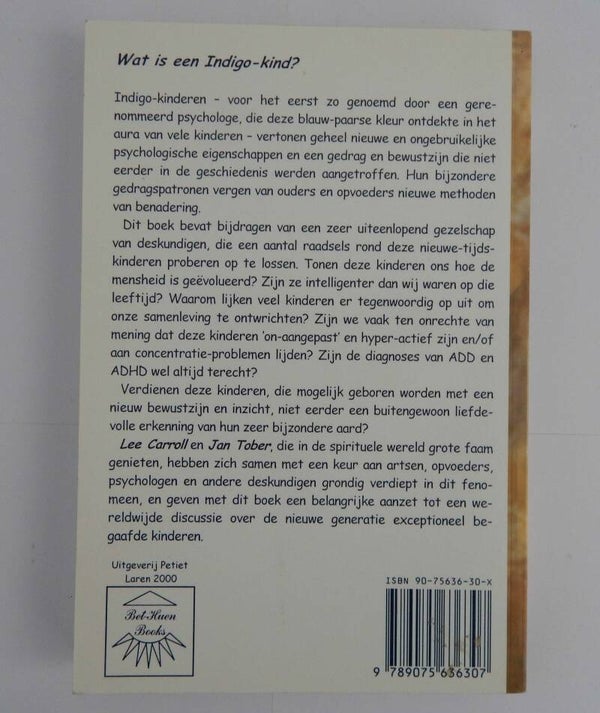 Wat is een Indigo-kind?
Indigo-kinderen - voor het eerst zo genoemd door een gere-
nommeerd psychologe, die deze blauw-paarse kleur ontdekte in het
aura van vele kinderen - vertonen geheel nieuwe en ongebruikelijke
psychologische eigenschappen en een gedrag en bewustzijn die niet
eerder in de geschiedenis werden aangetroffen. Hun bijzondere
gedragspatronen vergen van ouders en opvoeders nieuwe methoden
van benadering.
Dit boek bevat bijdragen van een zeer uiteenlopend gezelschap
van deskundigen, die een aantal raadsels rond deze nieuwe-tijds-
kinderen proberen op te lossen. Tonen deze kinderen ons hoe de
mensheid is geëvolueerd? Zijn ze intelligenter dan wij waren op die
leeftijd? Waarom lijken veel kinderen er tegenwoordig op uit om
onze samenleving te ontwrichten? Zijn we vaak ten onrechte van
mening dat deze kinderen 'on-aangepast' en hyper-actief zijn en/of
aan concentratie-problemen lijden? Zijn de diagnoses van ADD en
ADHD wel altijd terecht?
Verdienen deze kinderen, die mogelijk geboren worden met een
nieuw bewustzijn en inzicht, niet eerder een buitengewoon liefde-
volle erkenning van hun zeer bijzondere aard?
Lee Carroll en Jan Tober, die in de spirituele wereld grote faam
genieten, hebben zich samen met een keur aan artsen, opvoeders,
psychologen en andere deskundigen grondig verdiept in dit feno-
meen, en geven met dit boek een belangrijke aanzet tot een we-
reldwijde discussie over de nieuwe generatie exceptioneel be-
gaafde kinderen.
Uitgeverij Petiet
Laren 2000
Bet-Huen
Books
ISBN 90-75636-30-X
9 789075 636307